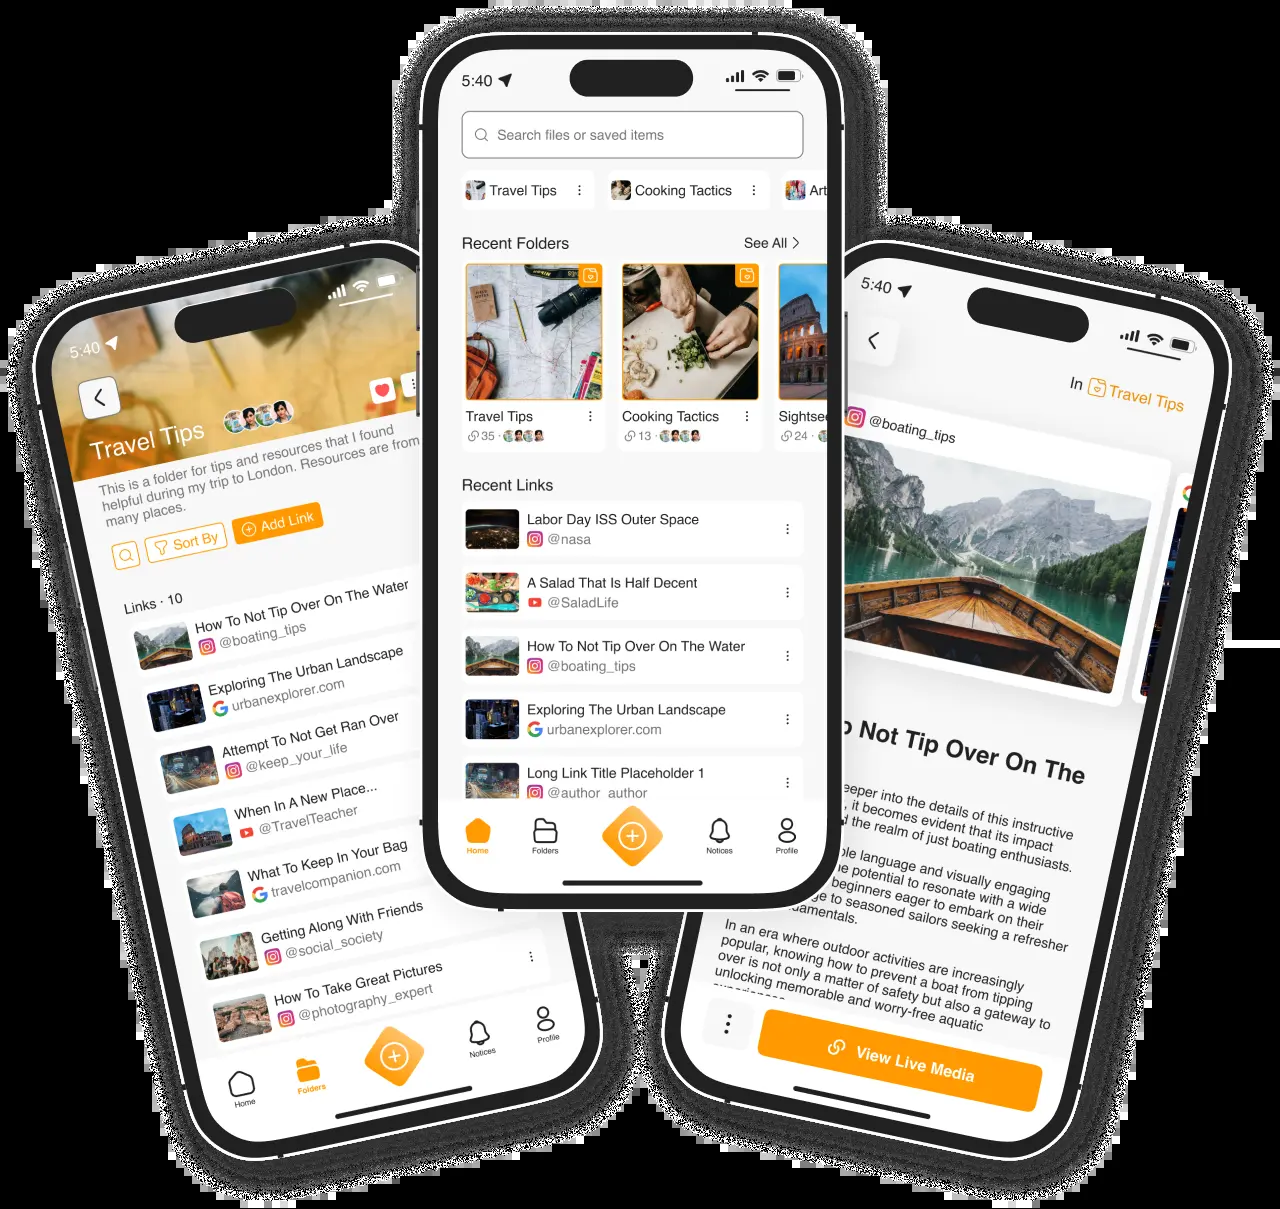 5:40
Travel Tips
This is a folder for tips and resources that I found
helpful during my trip to London. Resources are from
many places.
Sort By
Add Link
Links · 10
How To Not Tip Over On The Water
@boating_tips
Exploring The Urban Landscape
urbanexplorer.com
Attempt To Not Get Ran Over
@keep_your_life
When In A New Place...
@TravelTeacher
What To Keep In Your Bag
travelcompanion.com
Getting Along With Friends
@social_society
How To Take Great Pictures
@photography_expert
Home
Folders
Notices
Profile
5:40
Search files or saved items
Travel Tips
Cooking Tactics
Art
Recent Folders
See All
Nikon
Travel Tips
35 ·
Cooking Tactics
13 ·
Sightsee
24 ·
Recent Links
Labor Day ISS Outer Space
@nasa
A Salad That Is Half Decent
@SaladLife
How To Not Tip Over On The Water
@boating_tips
Exploring The Urban Landscape
urbanexplorer.com
Long Link Title Placeholder 1
@author_author
Home
Folders
Notices
Profile
5:40
In Travel Tips
@boating_tips
Not Tip Over On The
eeper into the details of this instructive
, it becomes evident that its impact
d the realm of just boating enthusiasts.
ble language and visually engaging
he potential to resonate with a wide
beginners eager to embark on their
ge to seasoned sailors seeking a refresher
damentals.
In an era where outdoor activities are increasingly
popular, knowing how to prevent a boat from tipping
over is not only a matter of safety but also a gateway to
unlocking memorable and worry-free aquatic
View Live Media